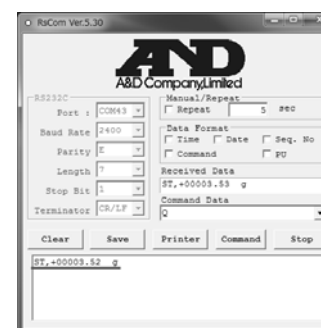 RsCom Ver.5.30
AND
A&D Company,Limited
RS232C
Port :
COM43
Baud Rate
2400
Parity
E
Length
7
Stop Bit
1
Terminator
CR/LF
Manual/Repeat
Repeat
5
sec
Data Format
Time
Date
Seq. No
Command
PU
Received Data
ST,+00003.53 g
Command Data
Q
Clear
Save
Printer
Command
Stop
ST,+00003.52 g